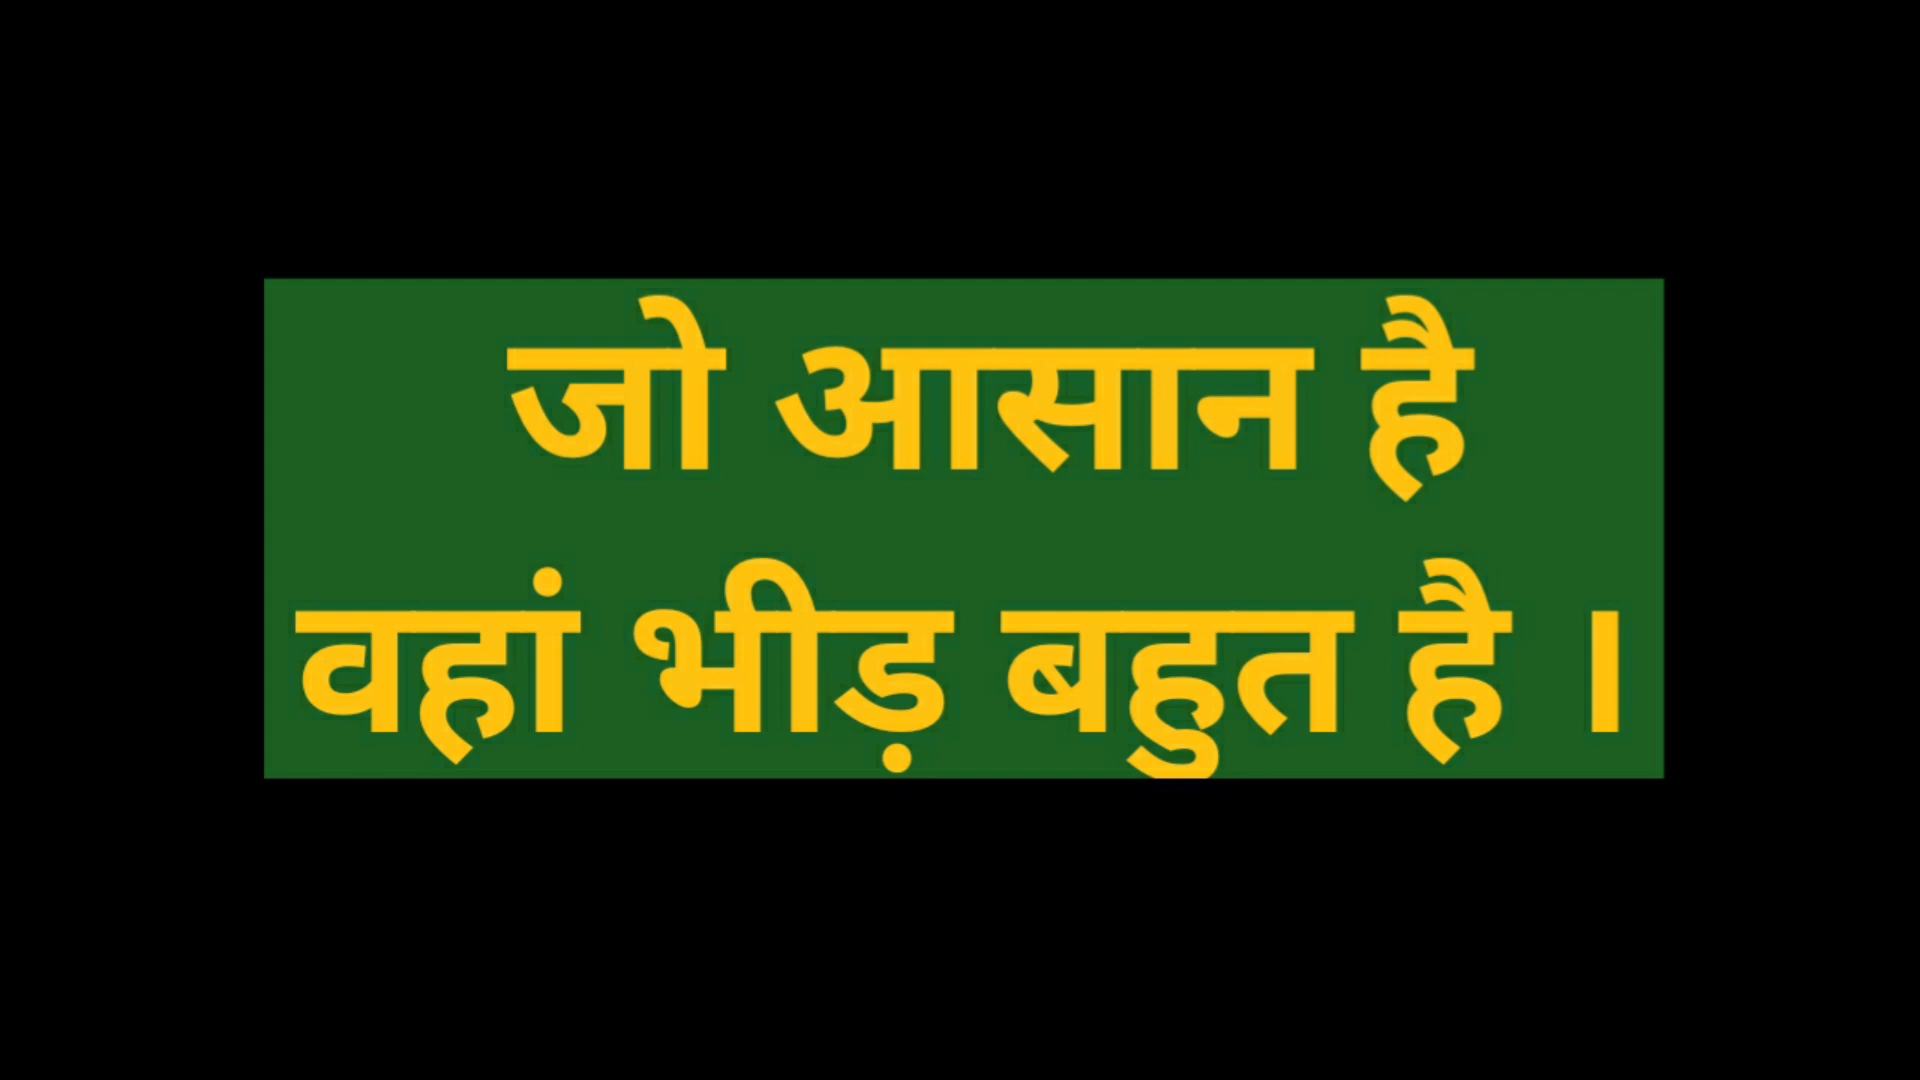 जो आसान है
वहां भीड़ बहुत है ।